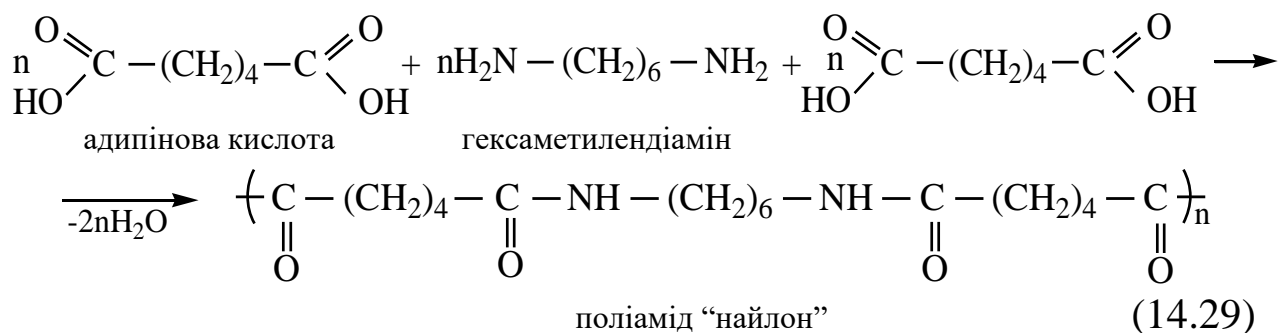 n O C HO — (CH₂)₄ — C O OH + nH₂N — (CH₂)₆ — NH₂ + n O C HO — (CH₂)₄ — C O OH ⟶
адипінова кислота гексаметилендіамін
-2nH₂O ( C — (CH₂)₄ — C — NH — (CH₂)₆ — NH — C — (CH₂)₄ — C )n
O O O O
поліамід “найлон” (14.29)